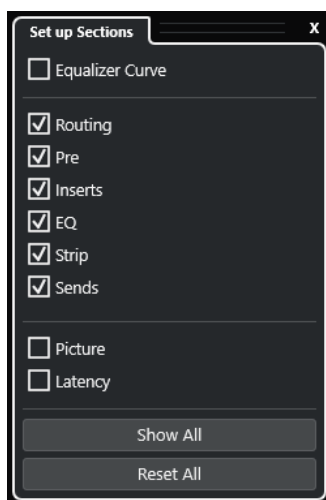 Set up Sections
X
Equalizer Curve
Routing
Pre
Inserts
EQ
Strip
Sends
Picture
Latency
Show All
Reset All